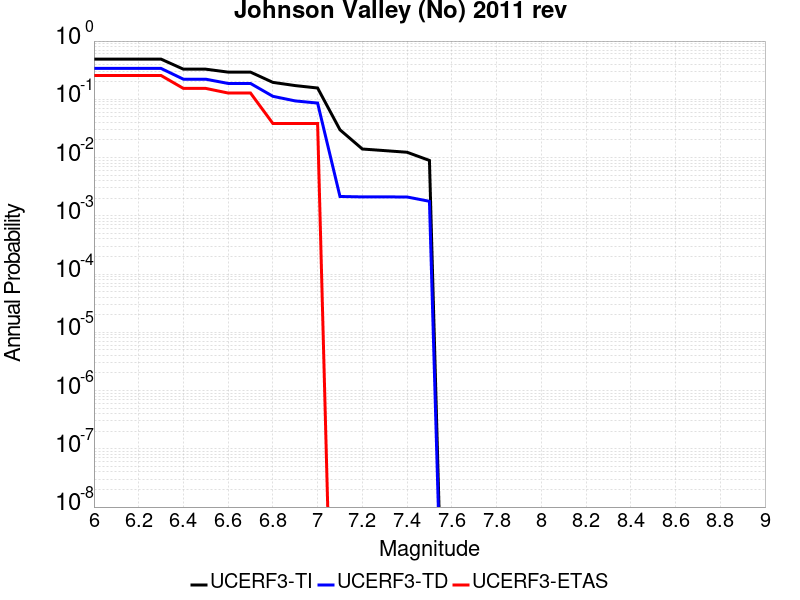 Johnson Valley (No) 2011 rev
10^0
10^-1
10^-2
10^-3
10^-4
10^-5
10^-6
10^-7
10^-8
Annual Probability
6 6.2 6.4 6.6 6.8 7 7.2 7.4 7.6 7.8 8 8.2 8.4 8.6 8.8 9
Magnitude
UCERF3-TI UCERF3-TD UCERF3-ETAS